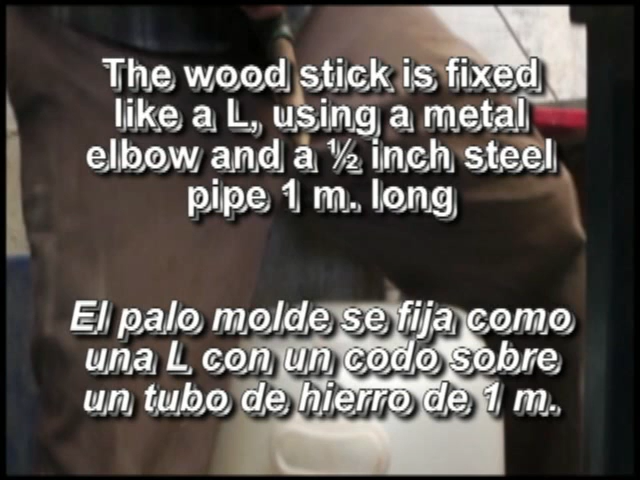 The wood stick is fixed
like a L, using a metal
elbow and a ½ inch steel
pipe 1 m. long
El palo molde se fija como
una L con un codo sobre
un tubo de hierro de 1 m.